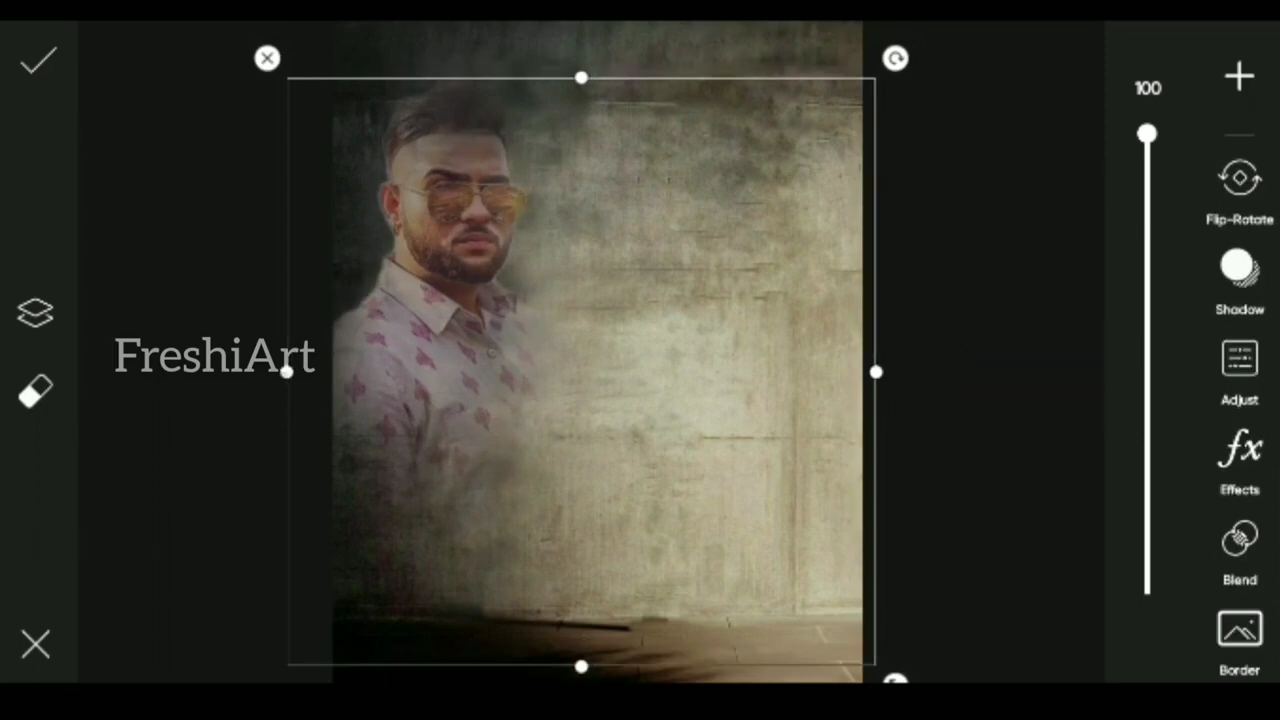 100
Flip-Rotate
Shadow
FreshiArt
Adjust
fx
Effects
Blend
Border